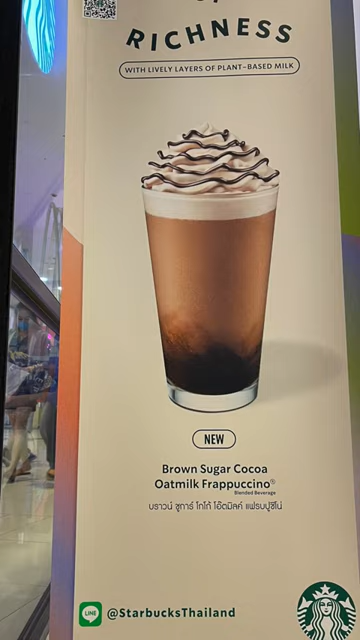 RICHNESS
WITH LIVELY LAYERS OF PLANT-BASED MILK
NEW
Brown Sugar Cocoa
Oatmilk Frappuccino®
Blended Beverage
บราวน์ ชูการ์ โกโก้ โอ๊ตมิลค์ แฟรบปูชิโน่
LINE
@StarbucksThailand